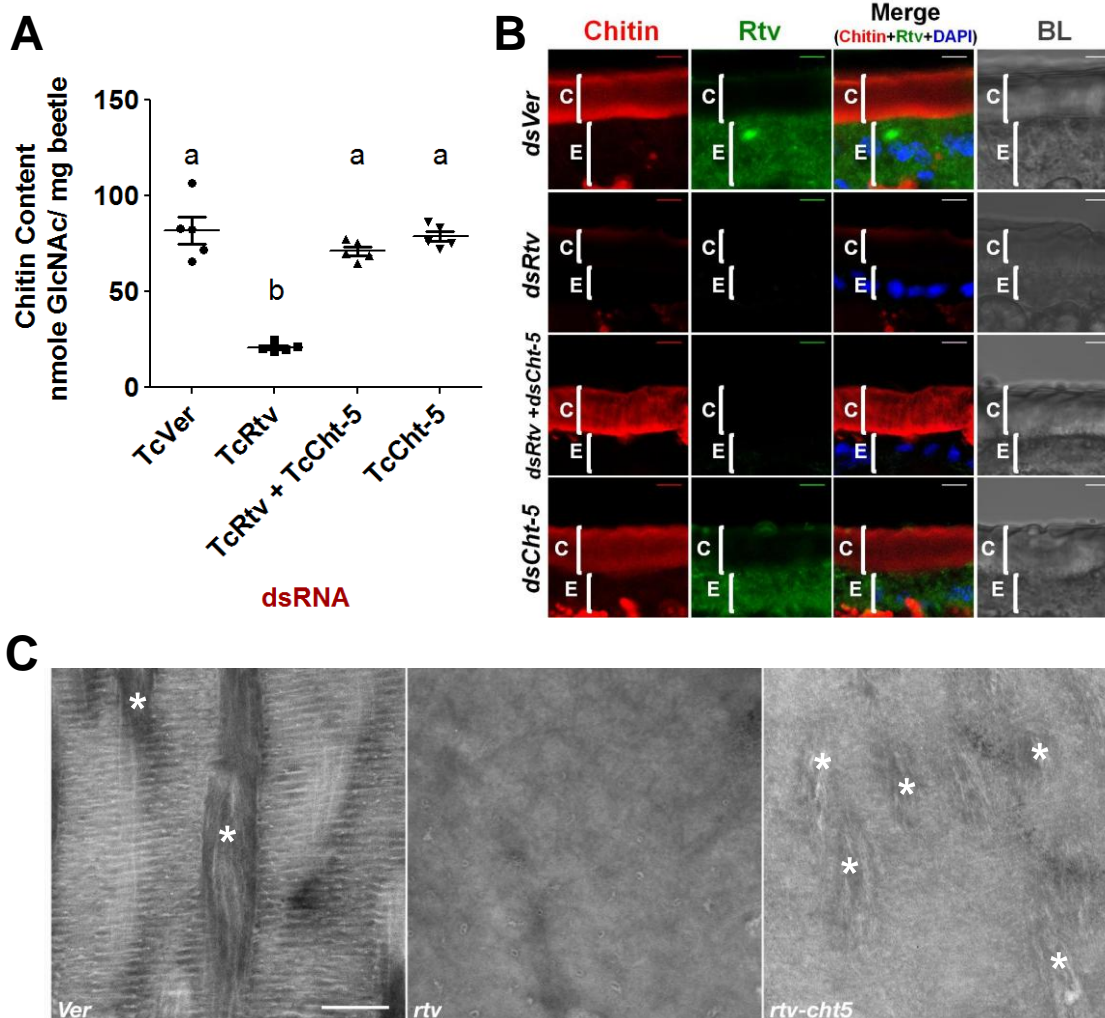 A
150
100
50
0
Chitin Content
nmole GlcNAc/ mg beetle
a
b
a
a
TcVer
TcRtv
TcRtv + TcCht-5
TcCht-5
dsRNA
B
Chitin
Rtv
Merge
(Chitin+Rtv+DAPI)
BL
dsVer
C
E
C
E
C
E
C
E
dsRtv
C
E
C
E
C
E
C
E
dsRtv +dsCht-5
C
E
C
E
C
E
C
E
dsCht-5
C
E
C
E
C
E
C
E
C
*
*
Ver
rtv
*
*
*
*
*
rtv-cht5